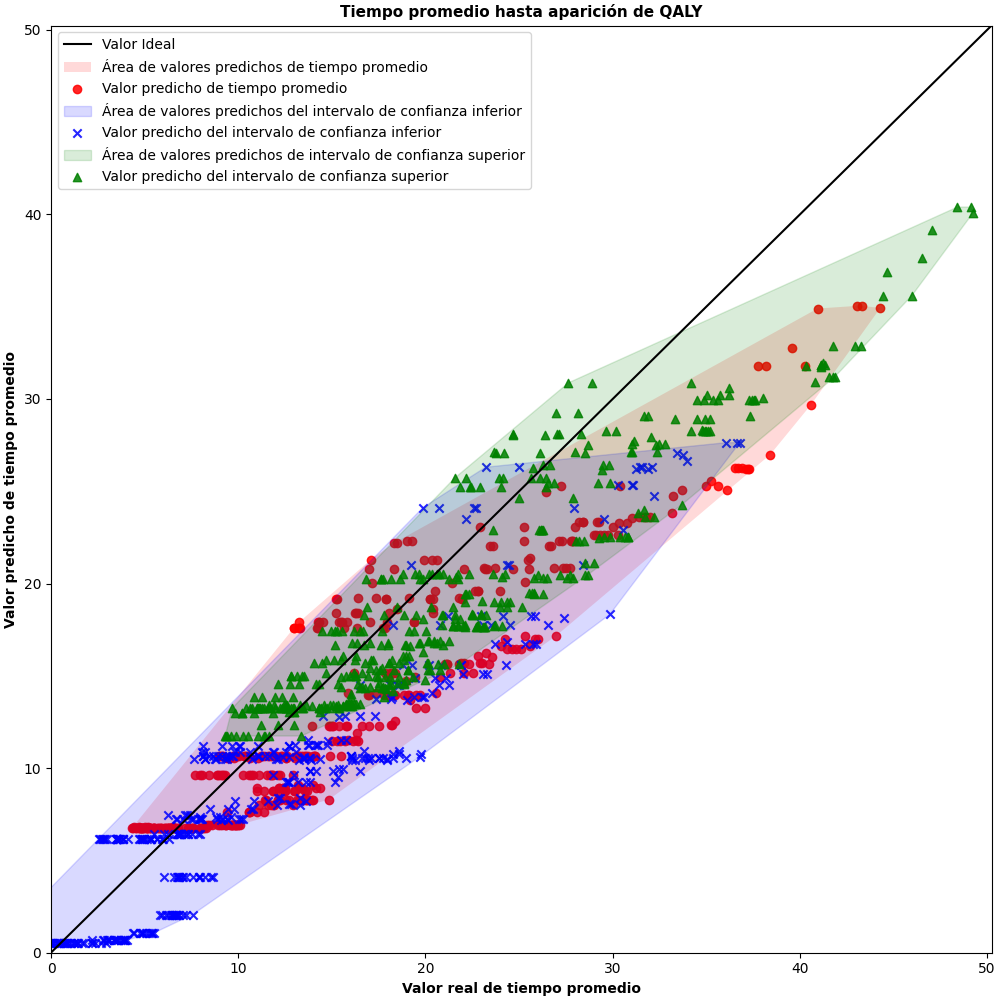 Tiempo promedio hasta aparición de QALY
Valor Ideal
Área de valores predichos de tiempo promedio
Valor predicho de tiempo promedio
Área de valores predichos del intervalo de confianza inferior
Valor predicho del intervalo de confianza inferior
Área de valores predichos de intervalo de confianza superior
Valor predicho del intervalo de confianza superior
Valor predicho de tiempo promedio
50
40
30
20
10
0
0 10 20 30 40 50
Valor real de tiempo promedio